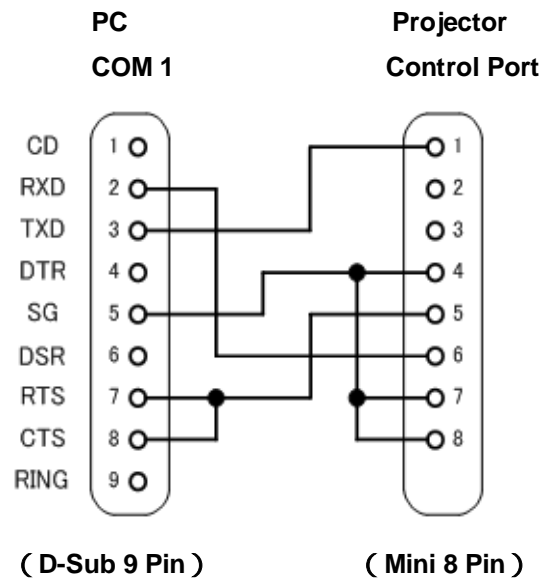 PC Projector
COM 1 Control Port
CD 1 1
RXD 2 2
TXD 3 3
DTR 4 4
SG 5 5
DSR 6 6
RTS 7 7
CTS 8 8
RING 9
( D-Sub 9 Pin ) ( Mini 8 Pin )